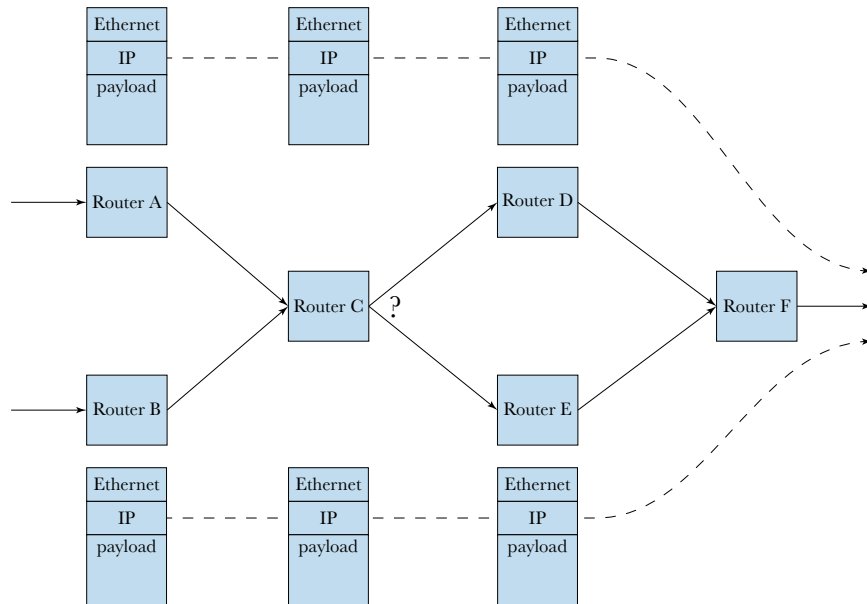 Ethernet
Ethernet
Ethernet
IP
IP
IP
payload
payload
payload
Router A
Router D
Router C
?
Router F
Router B
Router E
Ethernet
Ethernet
Ethernet
IP
IP
IP
payload
payload
payload